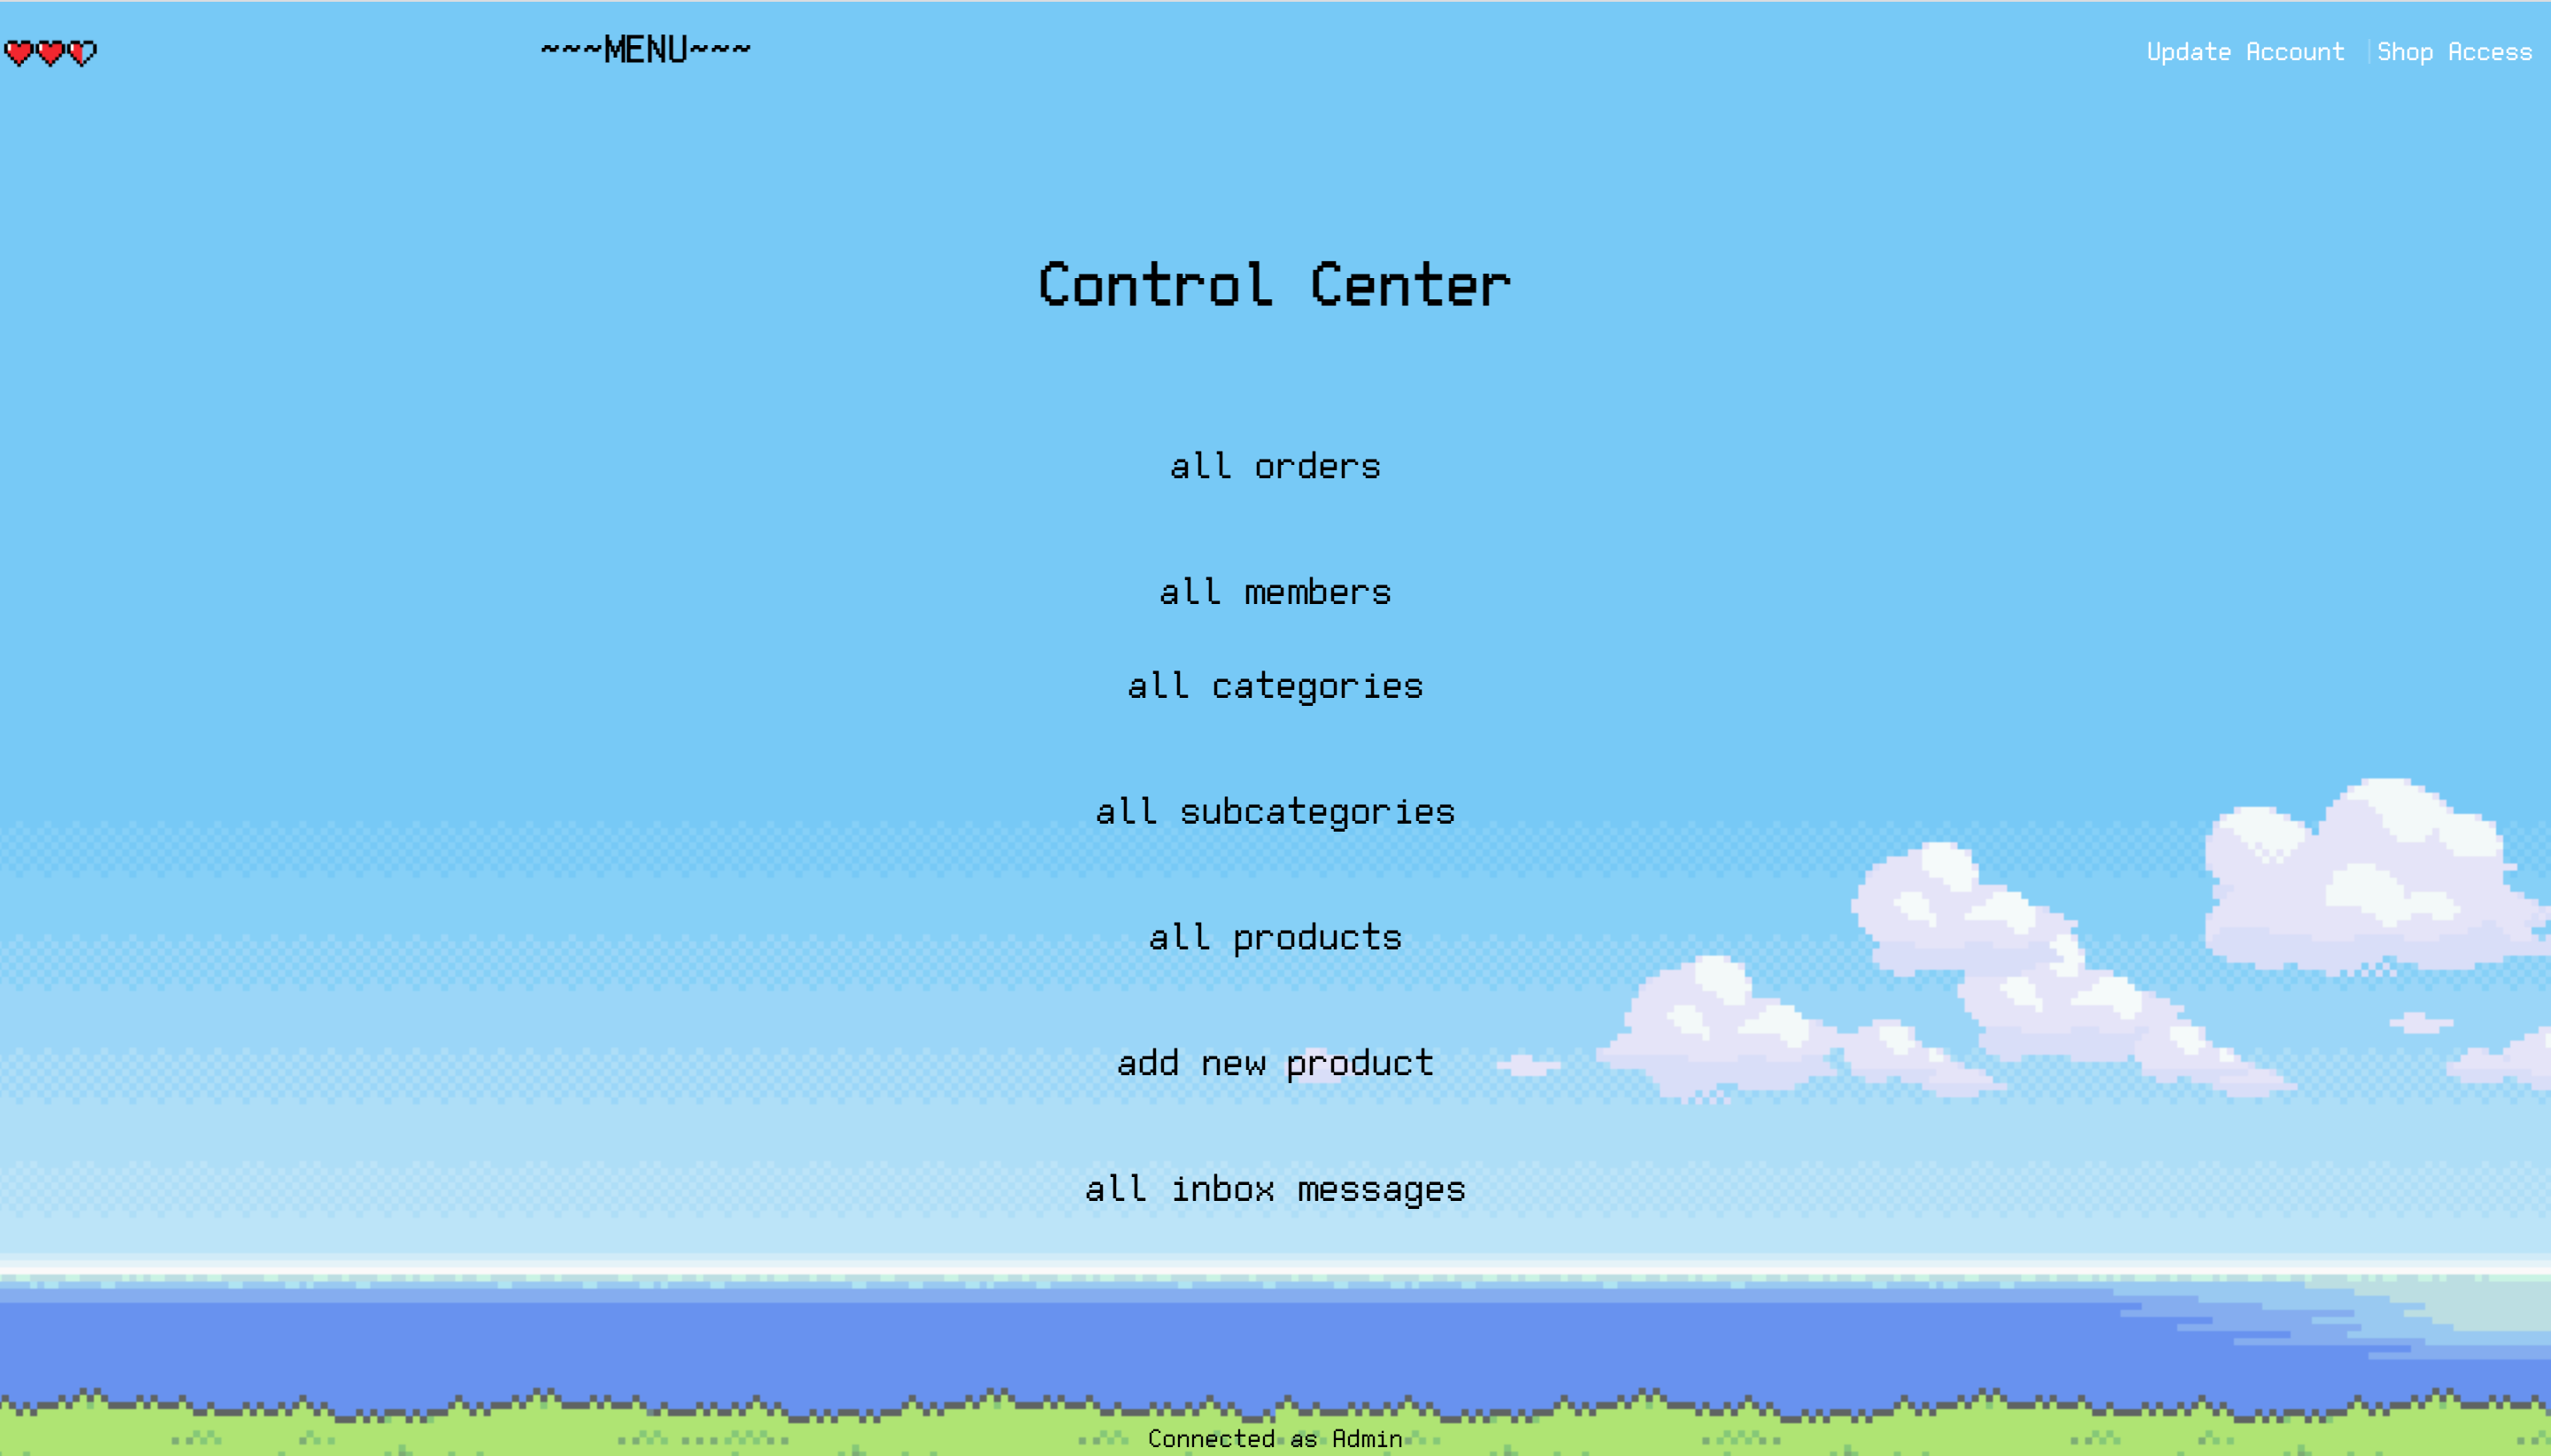 ~~~MENU~~~
Update Account | Shop Access
Control Center
all orders
all members
all categories
all subcategories
all products
add new product
all inbox messages
Connected as Admin